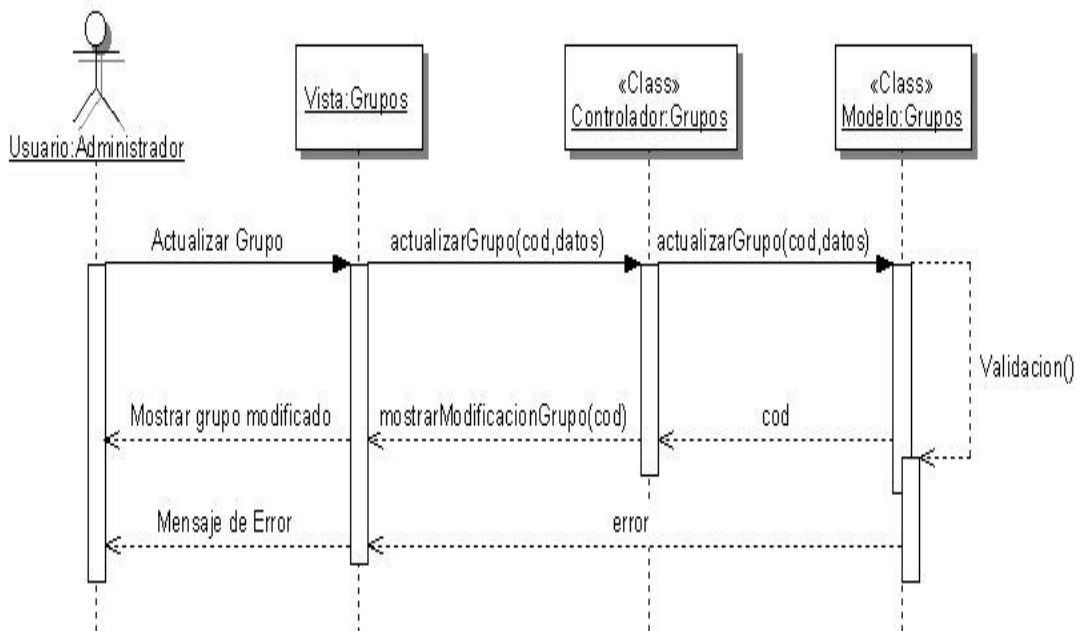 Usuario:Administrador
Vista:Grupos
«Class»
Controlador:Grupos
«Class»
Modelo:Grupos
Actualizar Grupo
actualizarGrupo(cod,datos)
actualizarGrupo(cod,datos)
Validacion()
Mostrar grupo modificado
mostrarModificacionGrupo(cod)
cod
Mensaje de Error
error